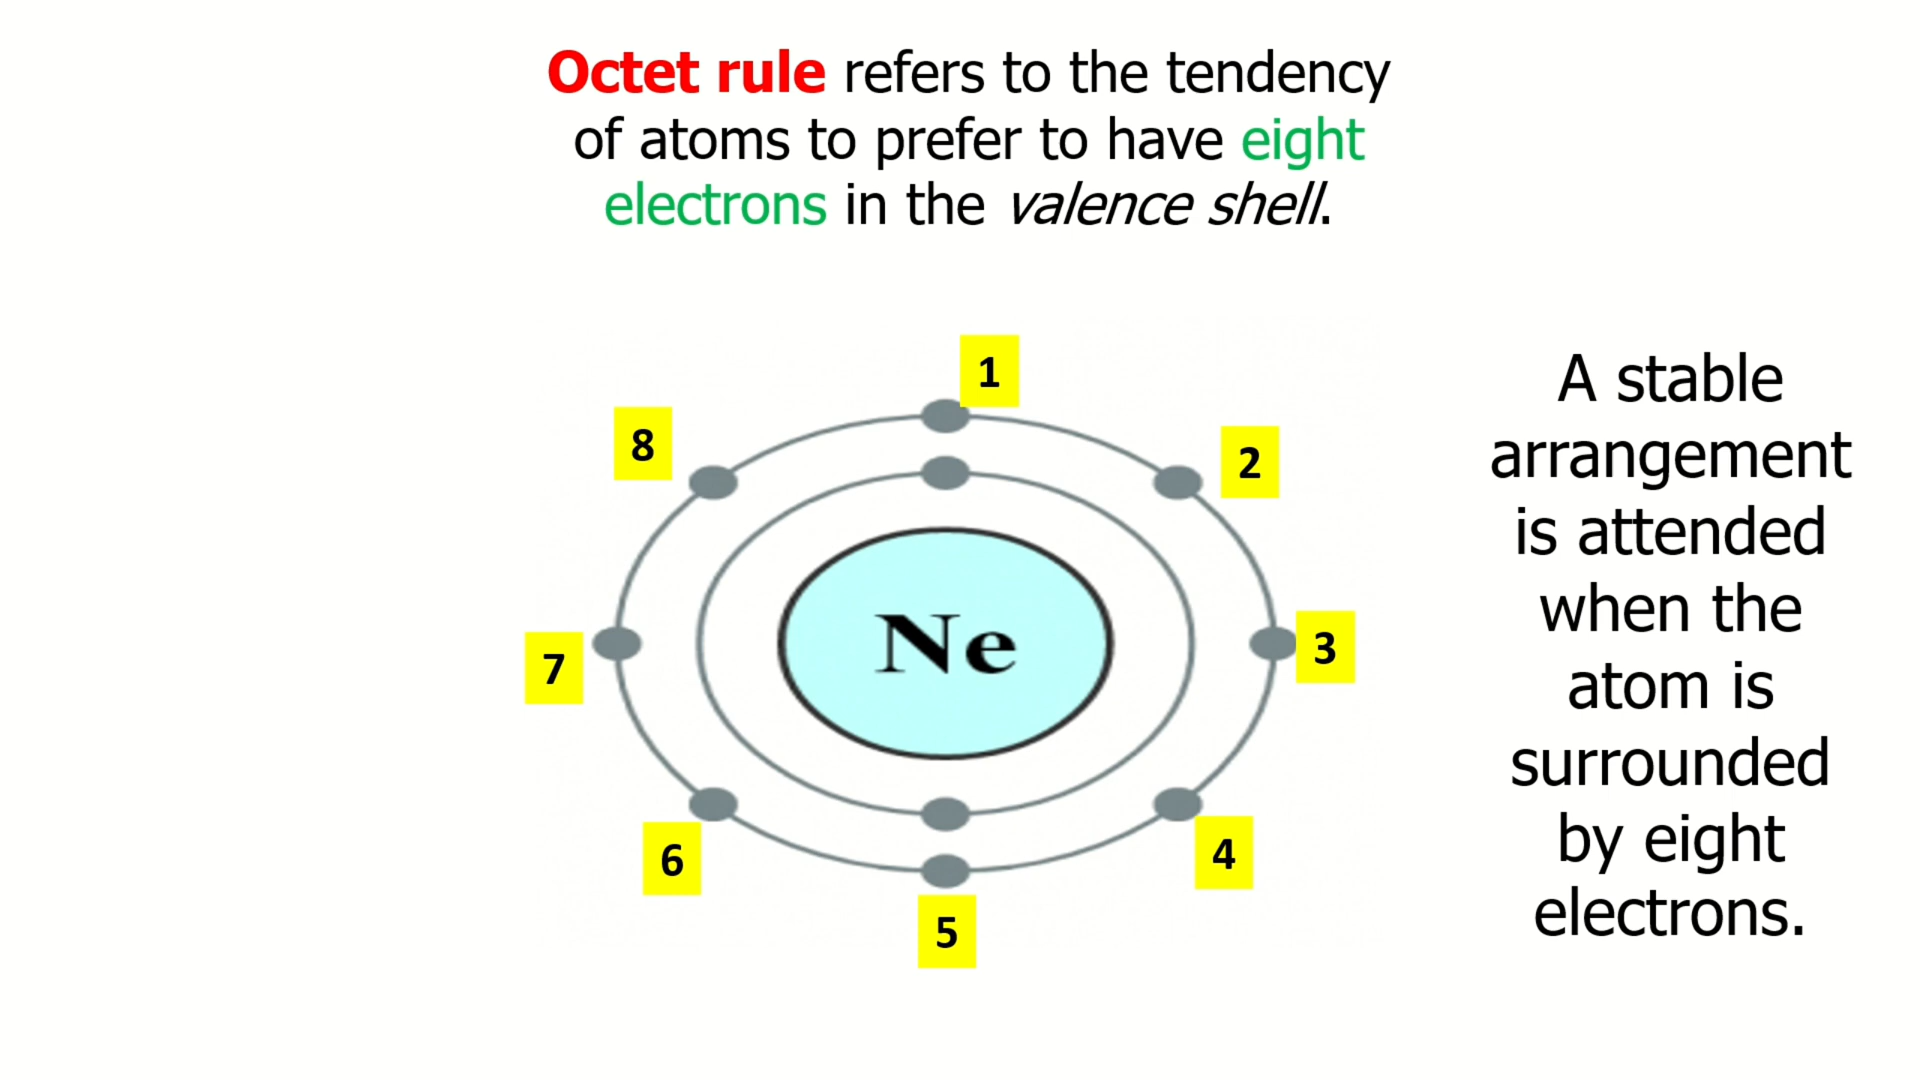 Octet rule refers to the tendency
of atoms to prefer to have eight
electrons in the valence shell.
1
8
2
A stable
arrangement
is attended
when the
atom is
surrounded
by eight
electrons.
Ne
7
3
6
4
5